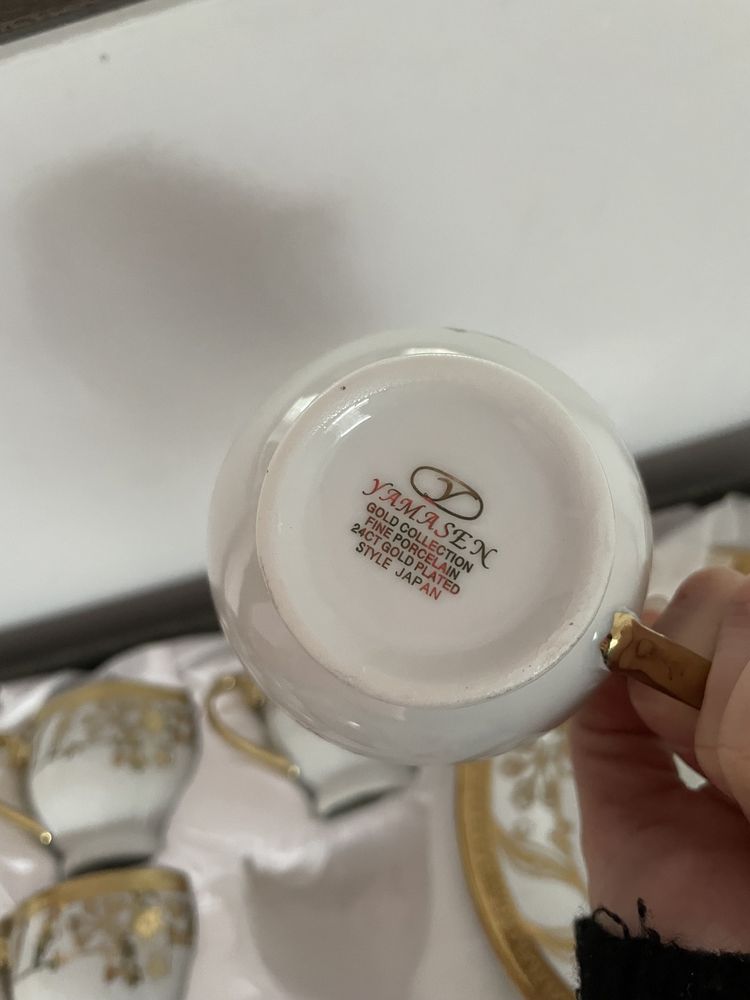 Y
YAMASEN
GOLD COLLECTION
FINE PORCELAIN
24CT GOLD PLATED
STYLE JAPAN